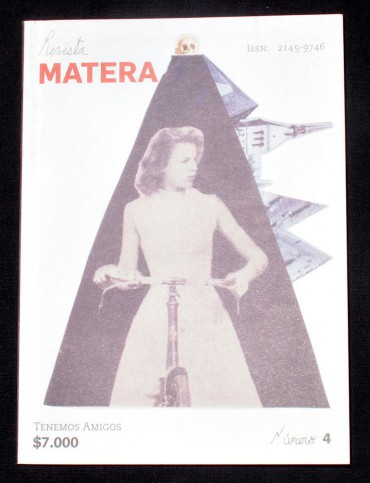 Revista
ISSN: 2145-9746
MATERA
TENEMOS AMIGOS
$7.000
Número 4